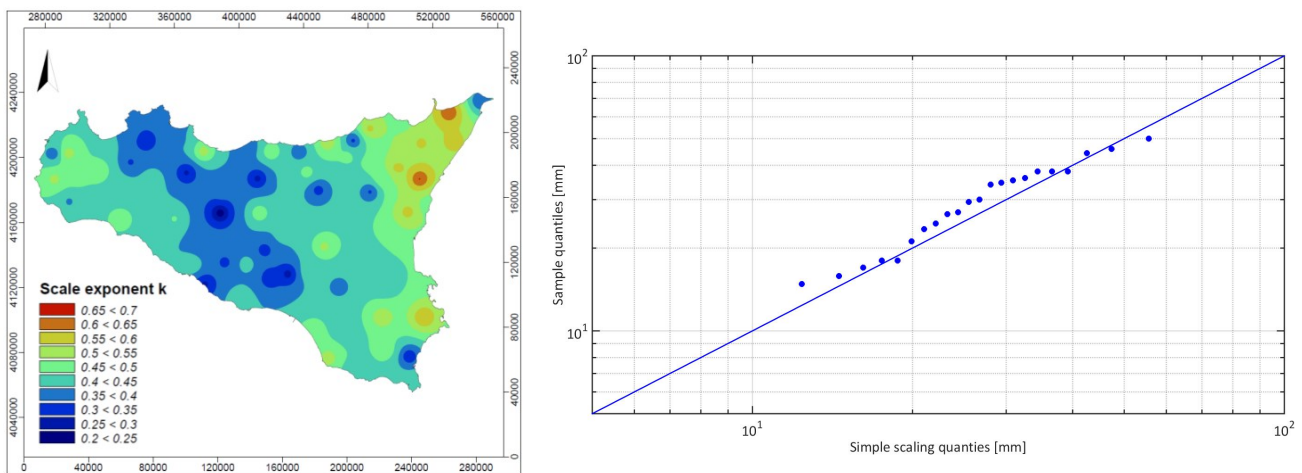 280000 320000 360000 400000 440000 480000 520000 560000
4240000
4200000
4160000
4120000
4080000
4040000
240000
200000
160000
120000
80000
40000
0
Scale exponent k
0.65 < 0.7
0.6 < 0.65
0.55 < 0.6
0.5 < 0.55
0.45 < 0.5
0.4 < 0.45
0.35 < 0.4
0.3 < 0.35
0.25 < 0.3
0.2 < 0.25
0 40000 80000 120000 160000 200000 240000 280000
10²
10¹
Sample quantiles [mm]
10¹ 10²
Simple scaling quanties [mm]